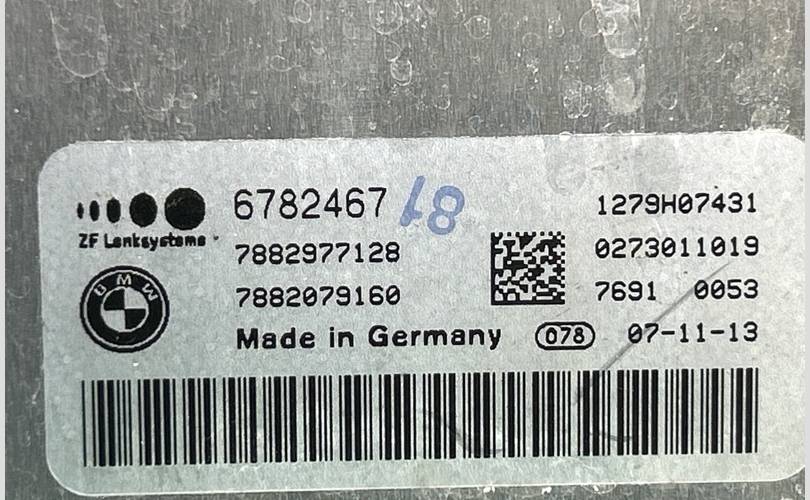 6782467 18 1279H07431
ZF Lenksysteme
7882977128 0273011019
BMW
7882079160 7691 0053
Made in Germany 078 07-11-13